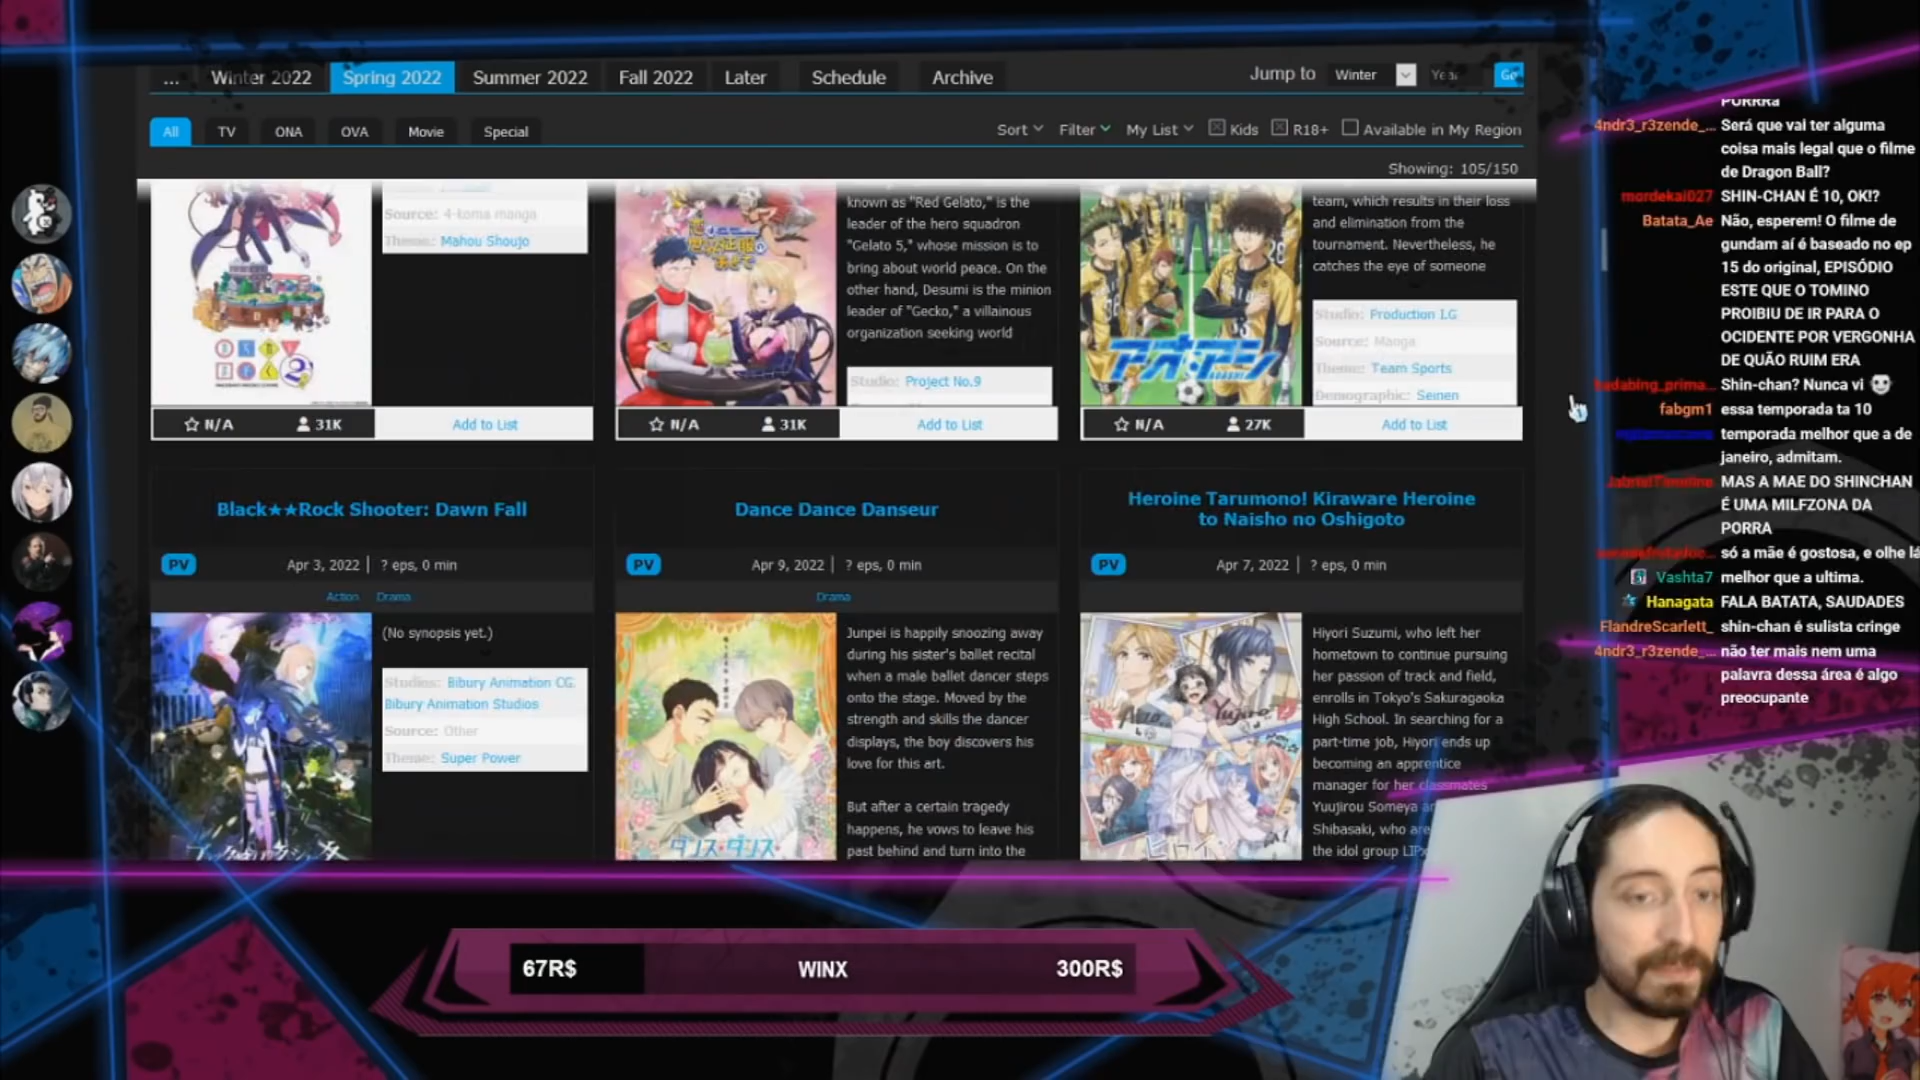 ... Winter 2022 Spring 2022 Summer 2022 Fall 2022 Later Schedule Archive Jump to Winter Year Go
All TV ONA OVA Movie Special Sort Filter My List Kids R18+ Available in My Region
Showing: 105/150
Source: 4-koma manga
Theme: Mahou Shoujo
2
N/A 31K Add to List
known as "Red Gelato," is the
leader of the hero squadron
"Gelato 5," whose mission is to
bring about world peace. On the
other hand, Desumi is the minion
leader of "Gecko," a villainous
organization seeking world
Studio: Project No.9
N/A 31K Add to List
team, which results in their loss
and elimination from the
tournament. Nevertheless, he
catches the eye of someone
Studio: Production I.G
Source: Manga
Theme: Team Sports
Demographic: Seinen
アオアシ
N/A 27K Add to List
Black★★Rock Shooter: Dawn Fall
PV Apr 3, 2022 | ? eps, 0 min
Action Drama
(No synopsis yet.)
Studios: Bibury Animation CG.
Bibury Animation Studios
Source: Other
Theme: Super Power
Dance Dance Danseur
PV Apr 9, 2022 | ? eps, 0 min
Drama
Junpei is happily snoozing away
during his sister's ballet recital
when a male ballet dancer steps
onto the stage. Moved by the
strength and skills the dancer
displays, the boy discovers his
love for this art.
But after a certain tragedy
happens, he vows to leave his
past behind and turn into the
ダンス・ダンス
Heroine Tarumono! Kiraware Heroine
to Naisho no Oshigoto
PV Apr 7, 2022 | ? eps, 0 min
Hiyori Suzumi, who left her
hometown to continue pursuing
her passion of track and field,
enrolls in Tokyo's Sakuragaoka
High School. In searching for a
part-time job, Hiyori ends up
becoming an apprentice
manager for her classmates
Yuujirou Someya
Shibasaki, who are
the idol group
PURRRa
4ndr3_r3zende_... Será que vai ter alguma
coisa mais legal que o filme
de Dragon Ball?
mordekai027 SHIN-CHAN É 10, OK!?
Batata_Ae Não, esperem! O filme de
gundam aí é baseado no ep
15 do original, EPISÓDIO
ESTE QUE O TOMINO
PROIBIU DE IR PARA O
OCIDENTE POR VERGONHA
DE QUÃO RUIM ERA
Shin-chan? Nunca vi
fabgm1 essa temporada ta 10
temporada melhor que a de
janeiro, admitam.
MAS A MAE DO SHINCHAN
É UMA MILFZONA DA
PORRA
só a mãe é gostosa, e olhe lá
Vashta7 melhor que a ultima.
Hanagata FALA BATATA, SAUDADES
FlandreScarlett_ shin-chan é sulista cringe
4ndr3_r3zende_... não ter mais nem uma
palavra dessa área é algo
preocupante
67R$ WINX 300R$